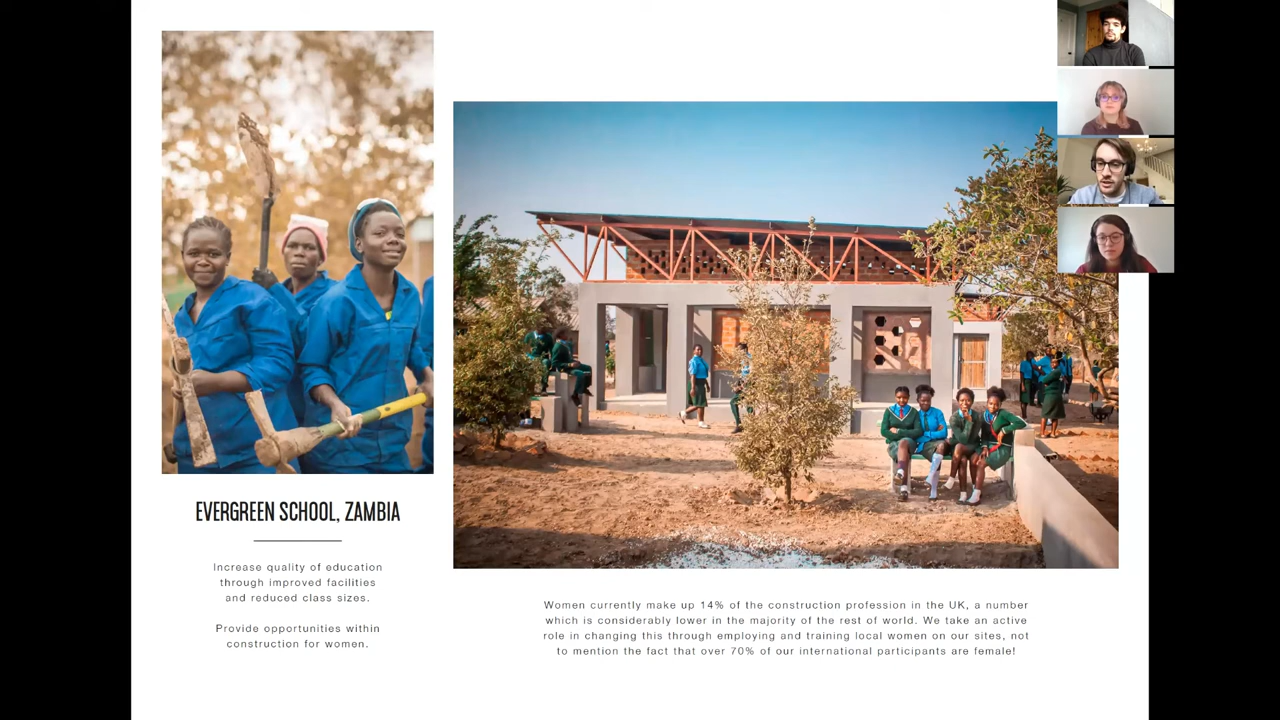 EVERGREEN SCHOOL, ZAMBIA
Increase quality of education
through improved facilities
and reduced class sizes.
Provide opportunities within
construction for women.
Women currently make up 14% of the construction profession in the UK, a number
which is considerably lower in the majority of the rest of world. We take an active
role in changing this through employing and training local women on our sites, not
to mention the fact that over 70% of our international participants are female!